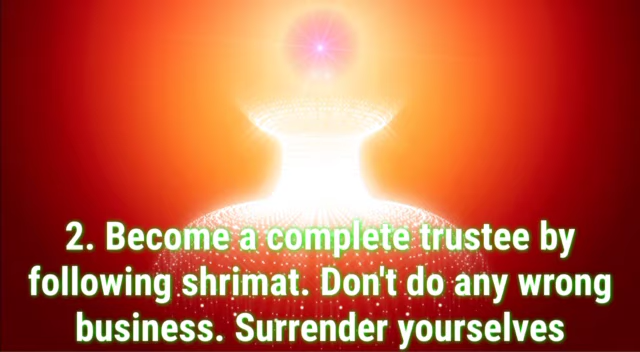 2. Become a complete trustee by
following shrimat. Don't do any wrong
business. Surrender yourselves